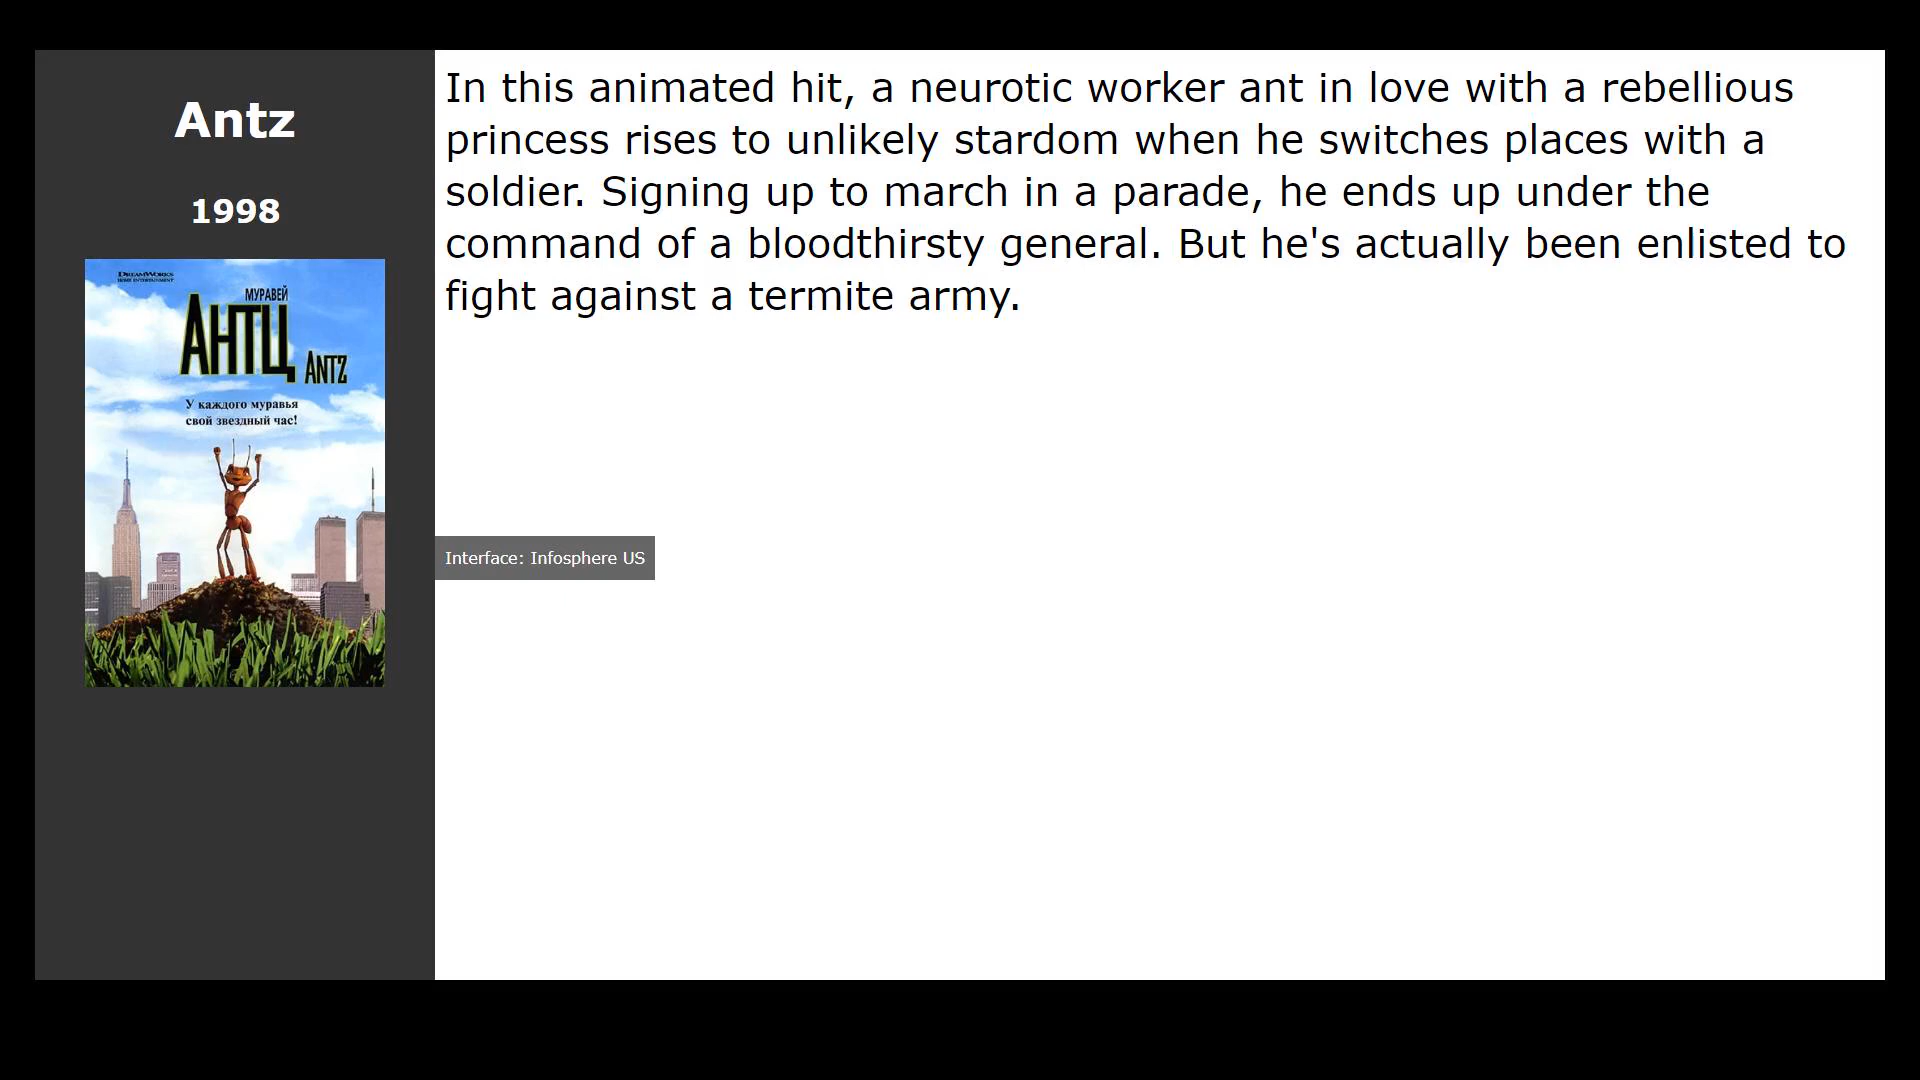 Antz
1998
DREAMWORKS
HOME ENTERTAINMENT
МУРАВЕЙ
АНТЦ
ANTZ
У каждого муравья
свой звездный час!
In this animated hit, a neurotic worker ant in love with a rebellious
princess rises to unlikely stardom when he switches places with a
soldier. Signing up to march in a parade, he ends up under the
command of a bloodthirsty general. But he's actually been enlisted to
fight against a termite army.
Interface: Infosphere US